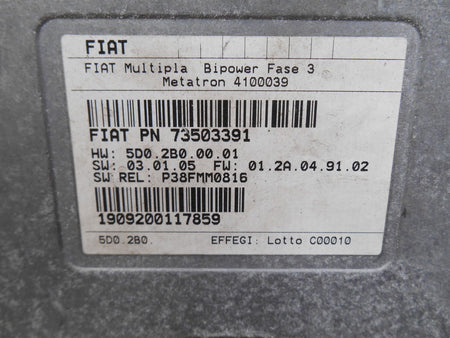 FIAT
FIAT Multipla Bipower Fase 3
Metatron 4100039
FIAT PN 73503391
HW: 5D0.2B0.00.01
SW: 03.01.05 FW: 01.2A.04.91.02
SW REL: P38FMM0816
1909200117859
5D0.2B0. EFFEGI: Lotto C00010